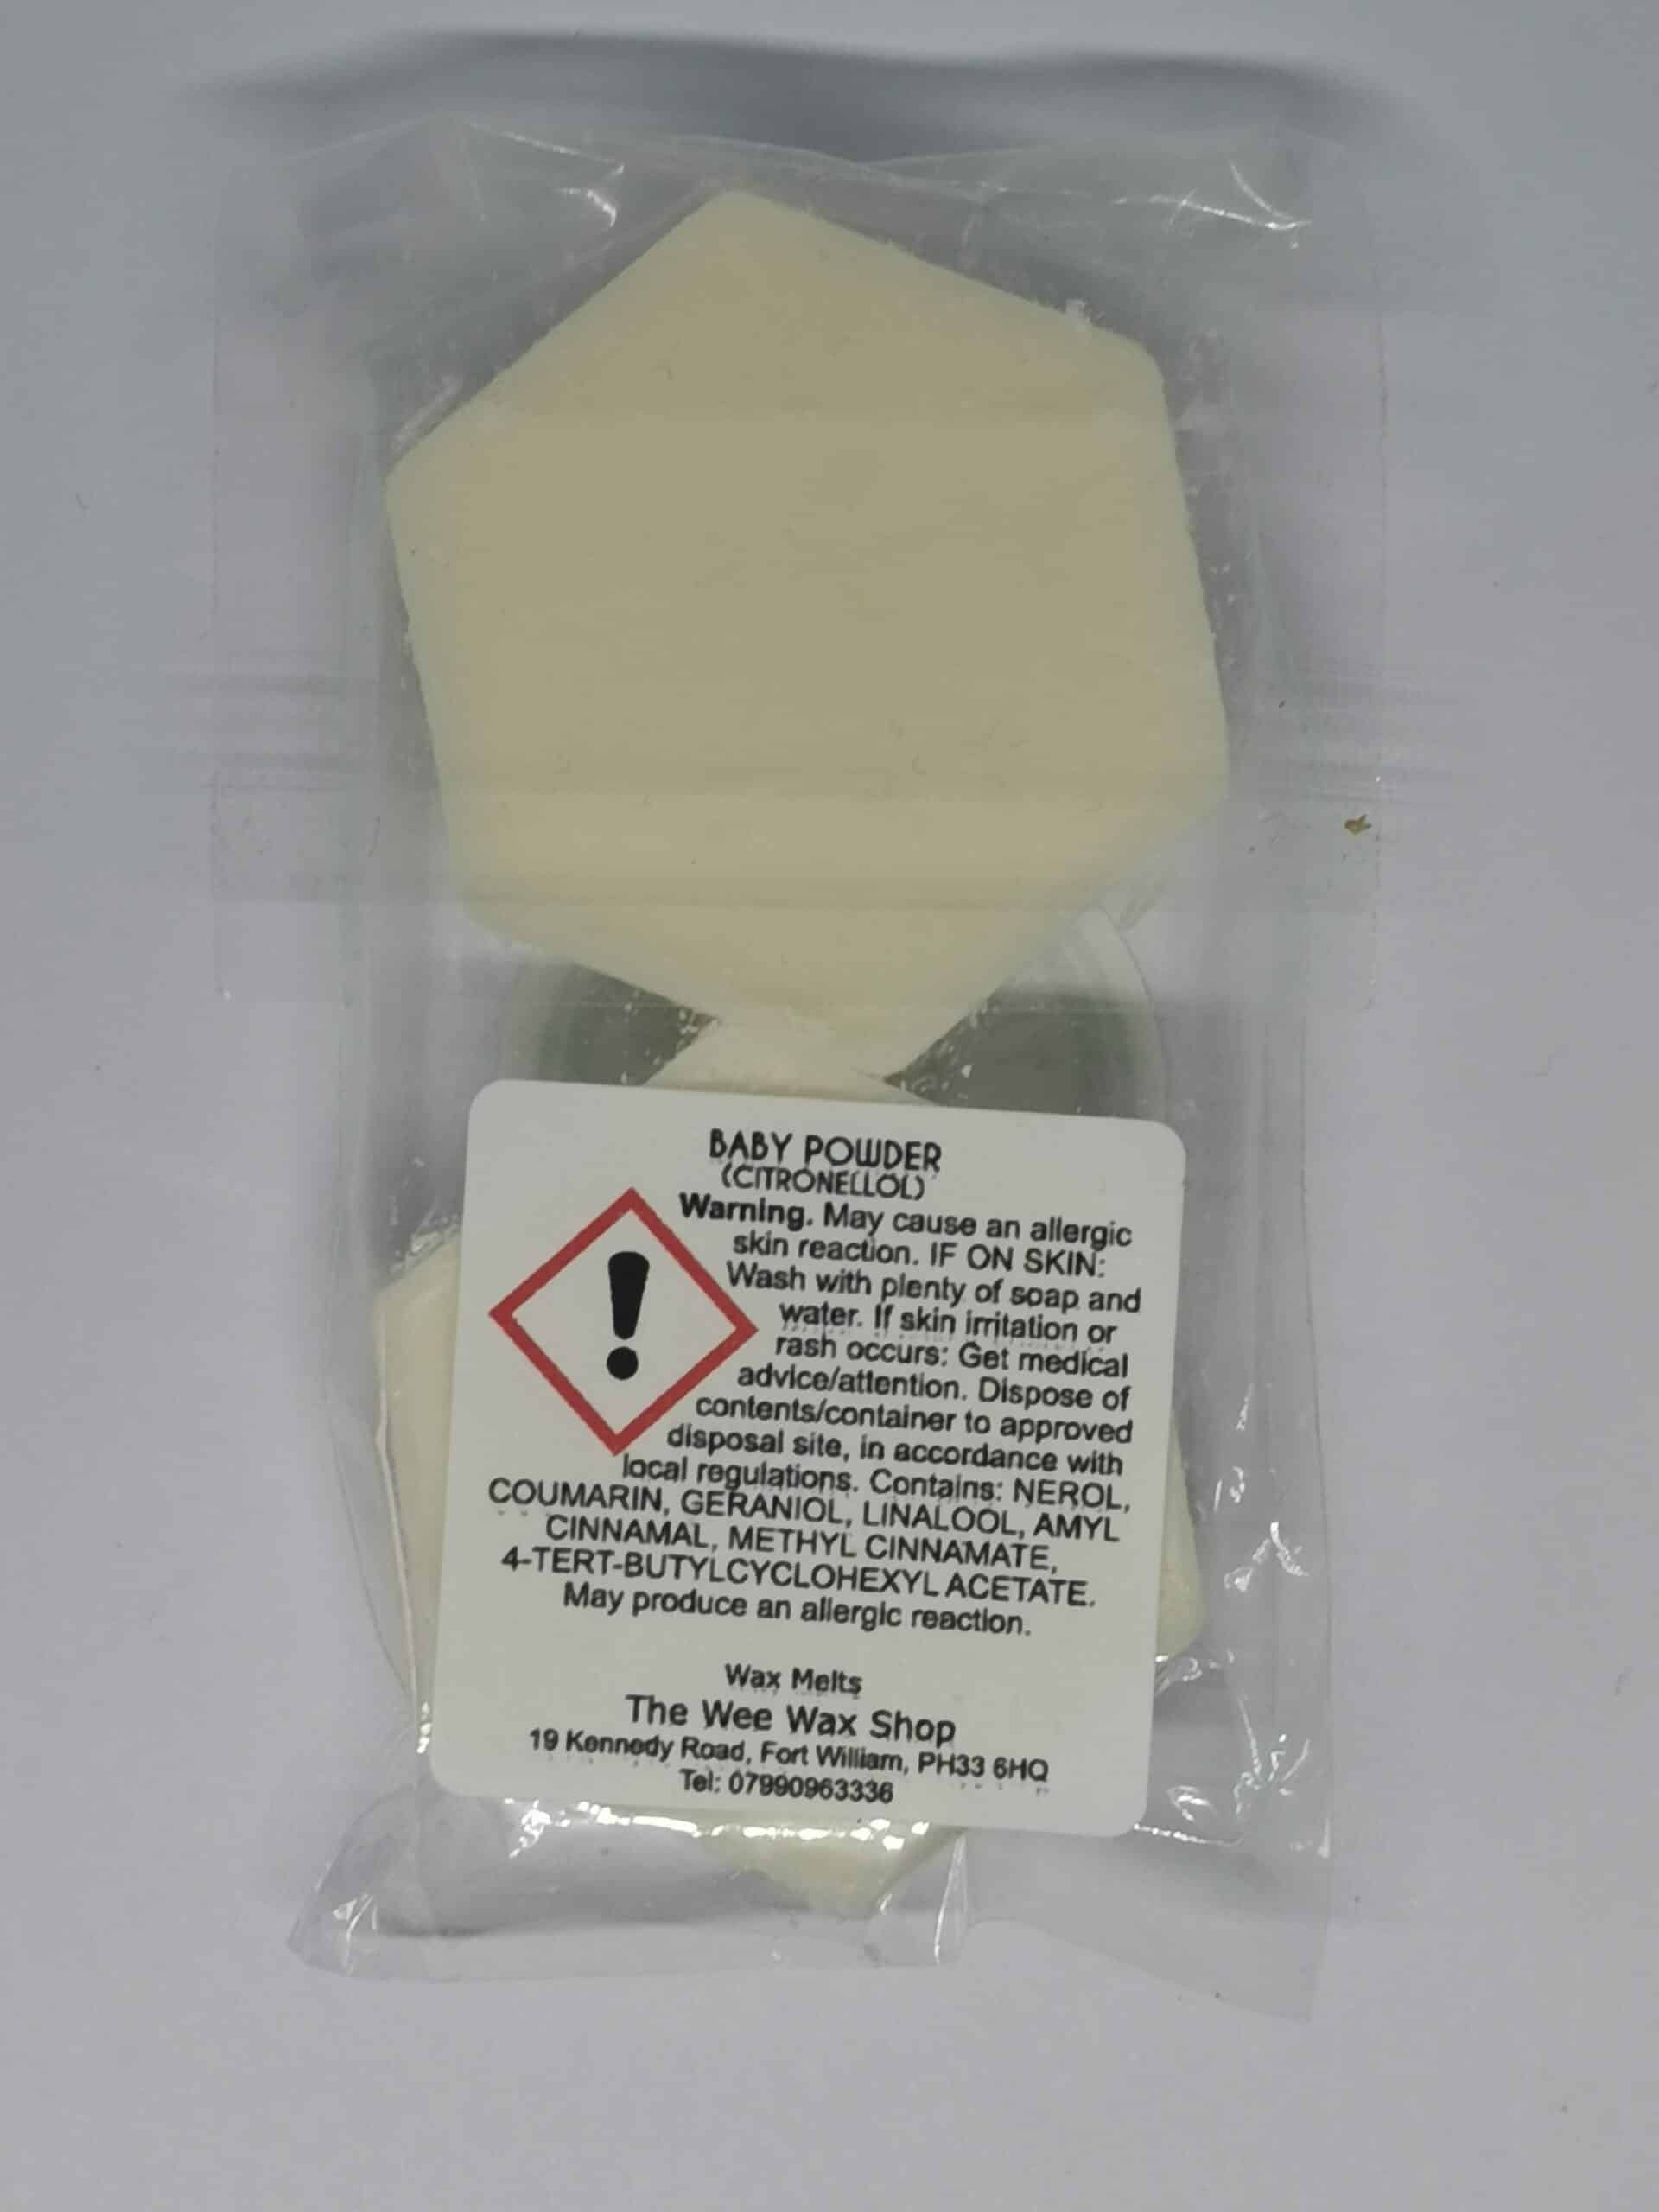 BABY POWDER
(CITRONELLOL)
Warning. May cause an allergic
skin reaction. IF ON SKIN:
Wash with plenty of soap and
water. If skin irritation or
rash occurs: Get medical
advice/attention. Dispose of
contents/container to approved
disposal site, in accordance with
local regulations. Contains: NEROL,
COUMARIN, GERANIOL, LINALOOL, AMYL
CINNAMAL, METHYL CINNAMATE,
4-TERT-BUTYLCYCLOHEXYL ACETATE.
May produce an allergic reaction.
Wax Melts
The Wee Wax Shop
19 Kennedy Road, Fort William, PH33 6HQ
Tel: 07990963336